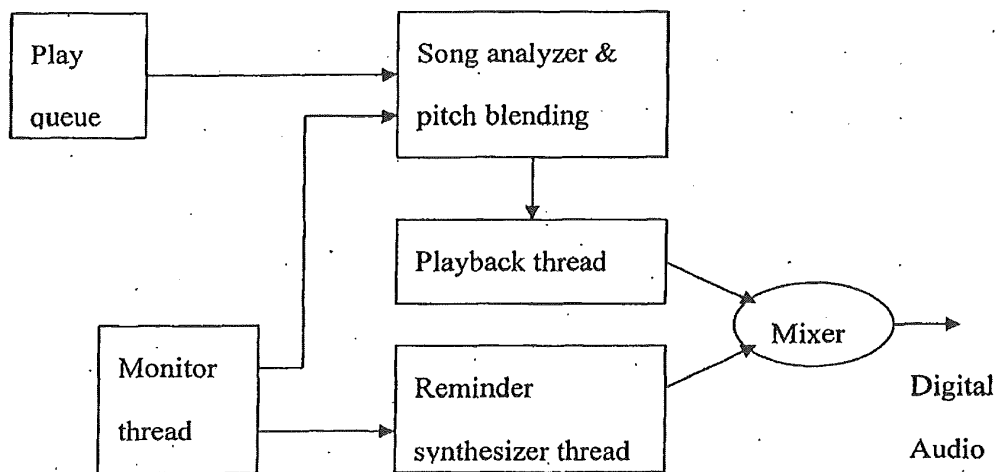 Play
queue
Song analyzer &
pitch blending
Playback thread
Mixer
Monitor
thread
Reminder
synthesizer thread
Digital
Audio